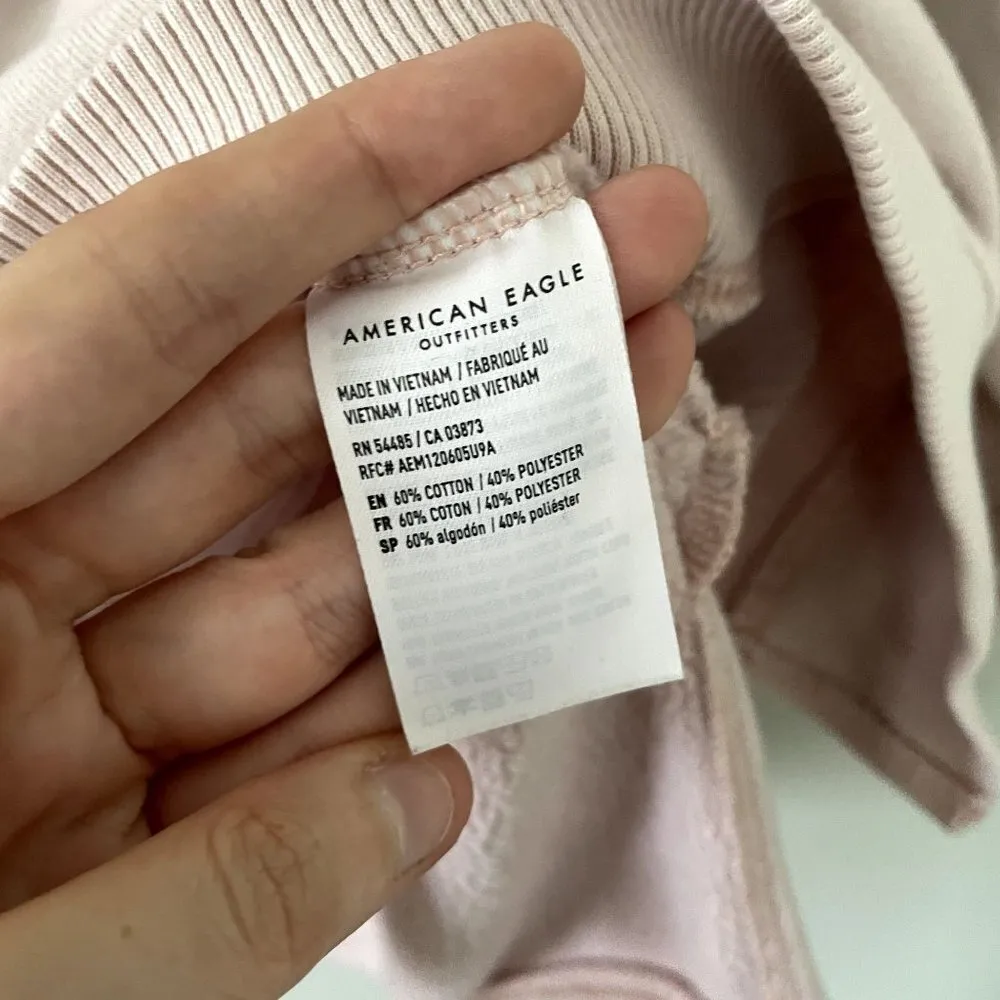 AMERICAN EAGLE
OUTFITTERS
MADE IN VIETNAM / FABRIQUÉ AU
VIETNAM / HECHO EN VIETNAM
RN 54485 / CA 03873
RFC# AEM120605U9A
EN 60% COTTON / 40% POLYESTER
FR 60% COTON / 40% POLYESTER
SP 60% algodón / 40% poliéster